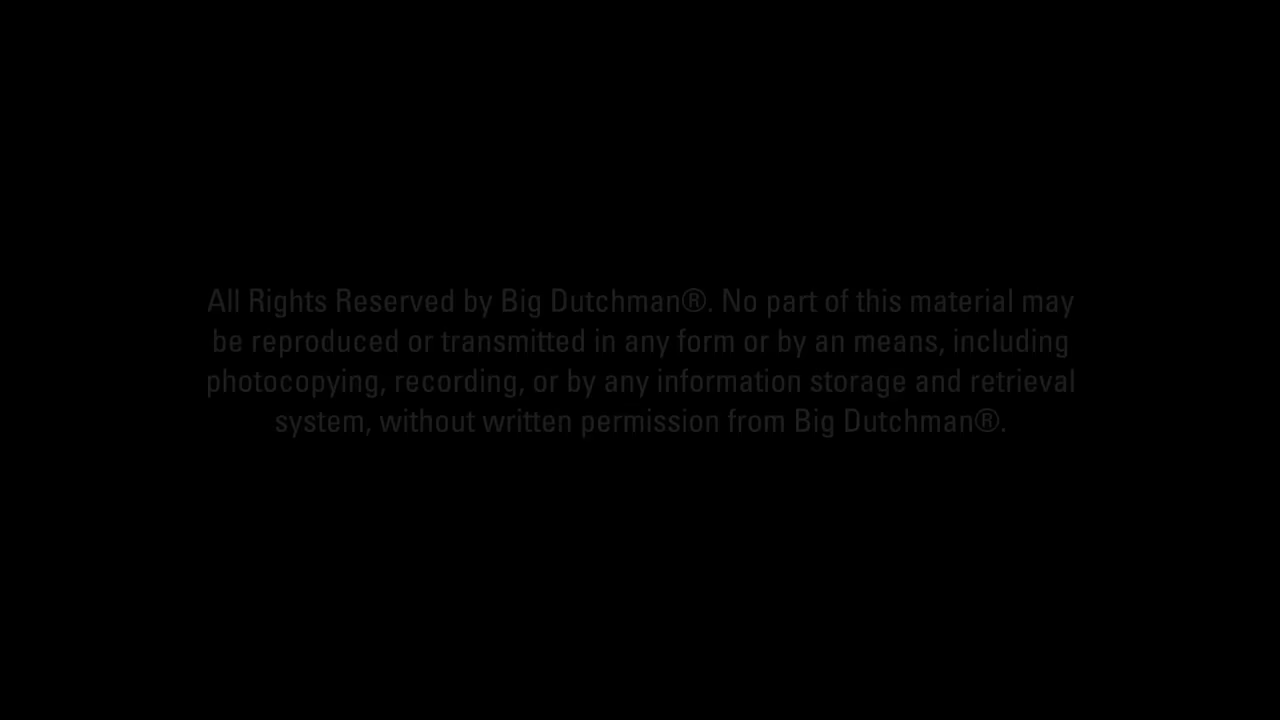 All Rights Reserved by Big Dutchman®. No part of this material may
be reproduced or transmitted in any form or by an means, including
photocopying, recording, or by any information storage and retrieval
system, without written permission from Big Dutchman®.